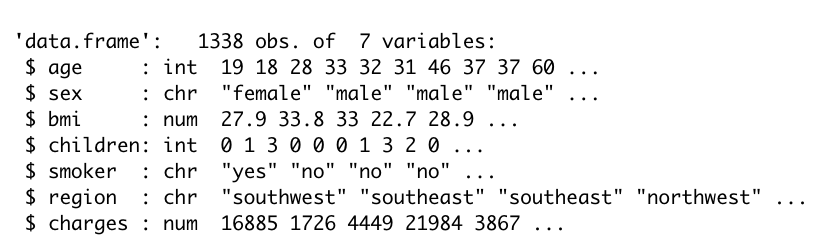 'data.frame':   1338 obs. of  7 variables:
 $ age     : int  19 18 28 33 32 31 46 37 37 60 ...
 $ sex     : chr  "female" "male" "male" "male" ...
 $ bmi     : num  27.9 33.8 33 22.7 28.9 ...
 $ children: int  0 1 3 0 0 0 1 3 2 0 ...
 $ smoker  : chr  "yes" "no" "no" "no" ...
 $ region  : chr  "southwest" "southeast" "southeast" "northwest" ...
 $ charges : num  16885 1726 4449 21984 3867 ...